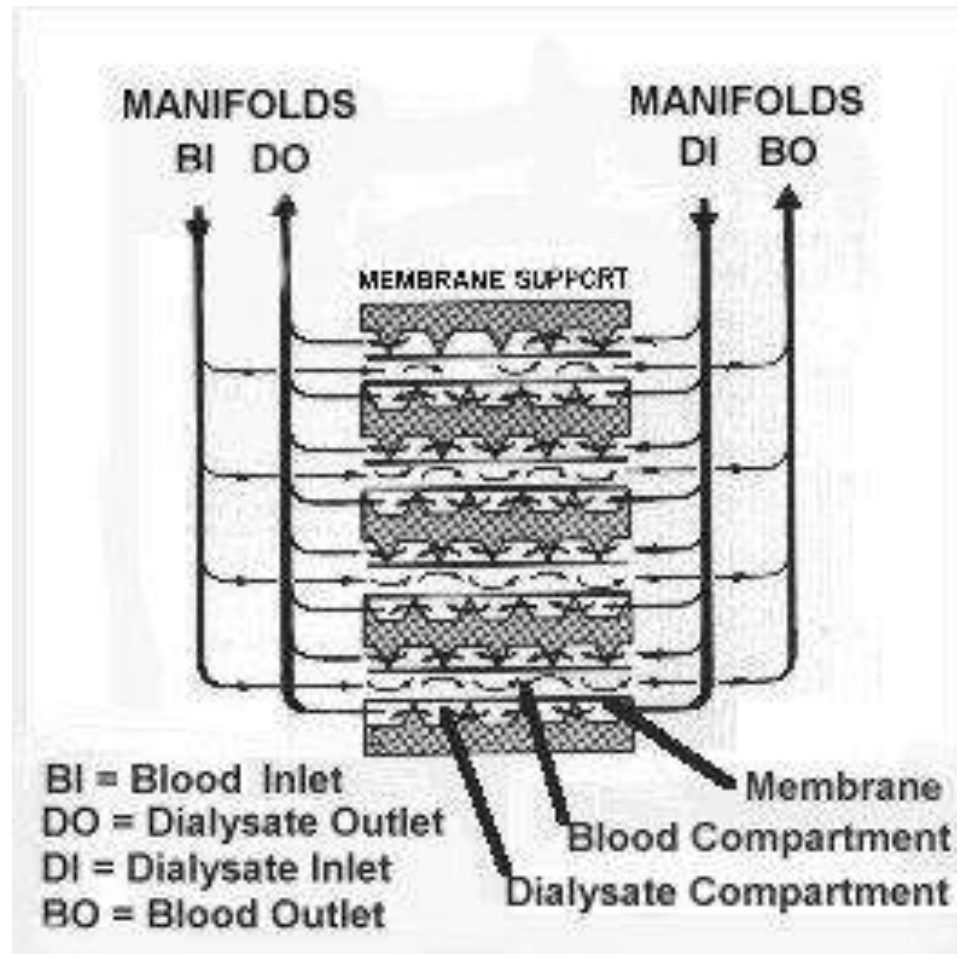 MANIFOLDS
BI DO
MANIFOLDS
DI BO
MEMBRANE SUPPORT
BI = Blood Inlet
DO = Dialysate Outlet
DI = Dialysate Inlet
BO = Blood Outlet
Membrane
Blood Compartment
Dialysate Compartment